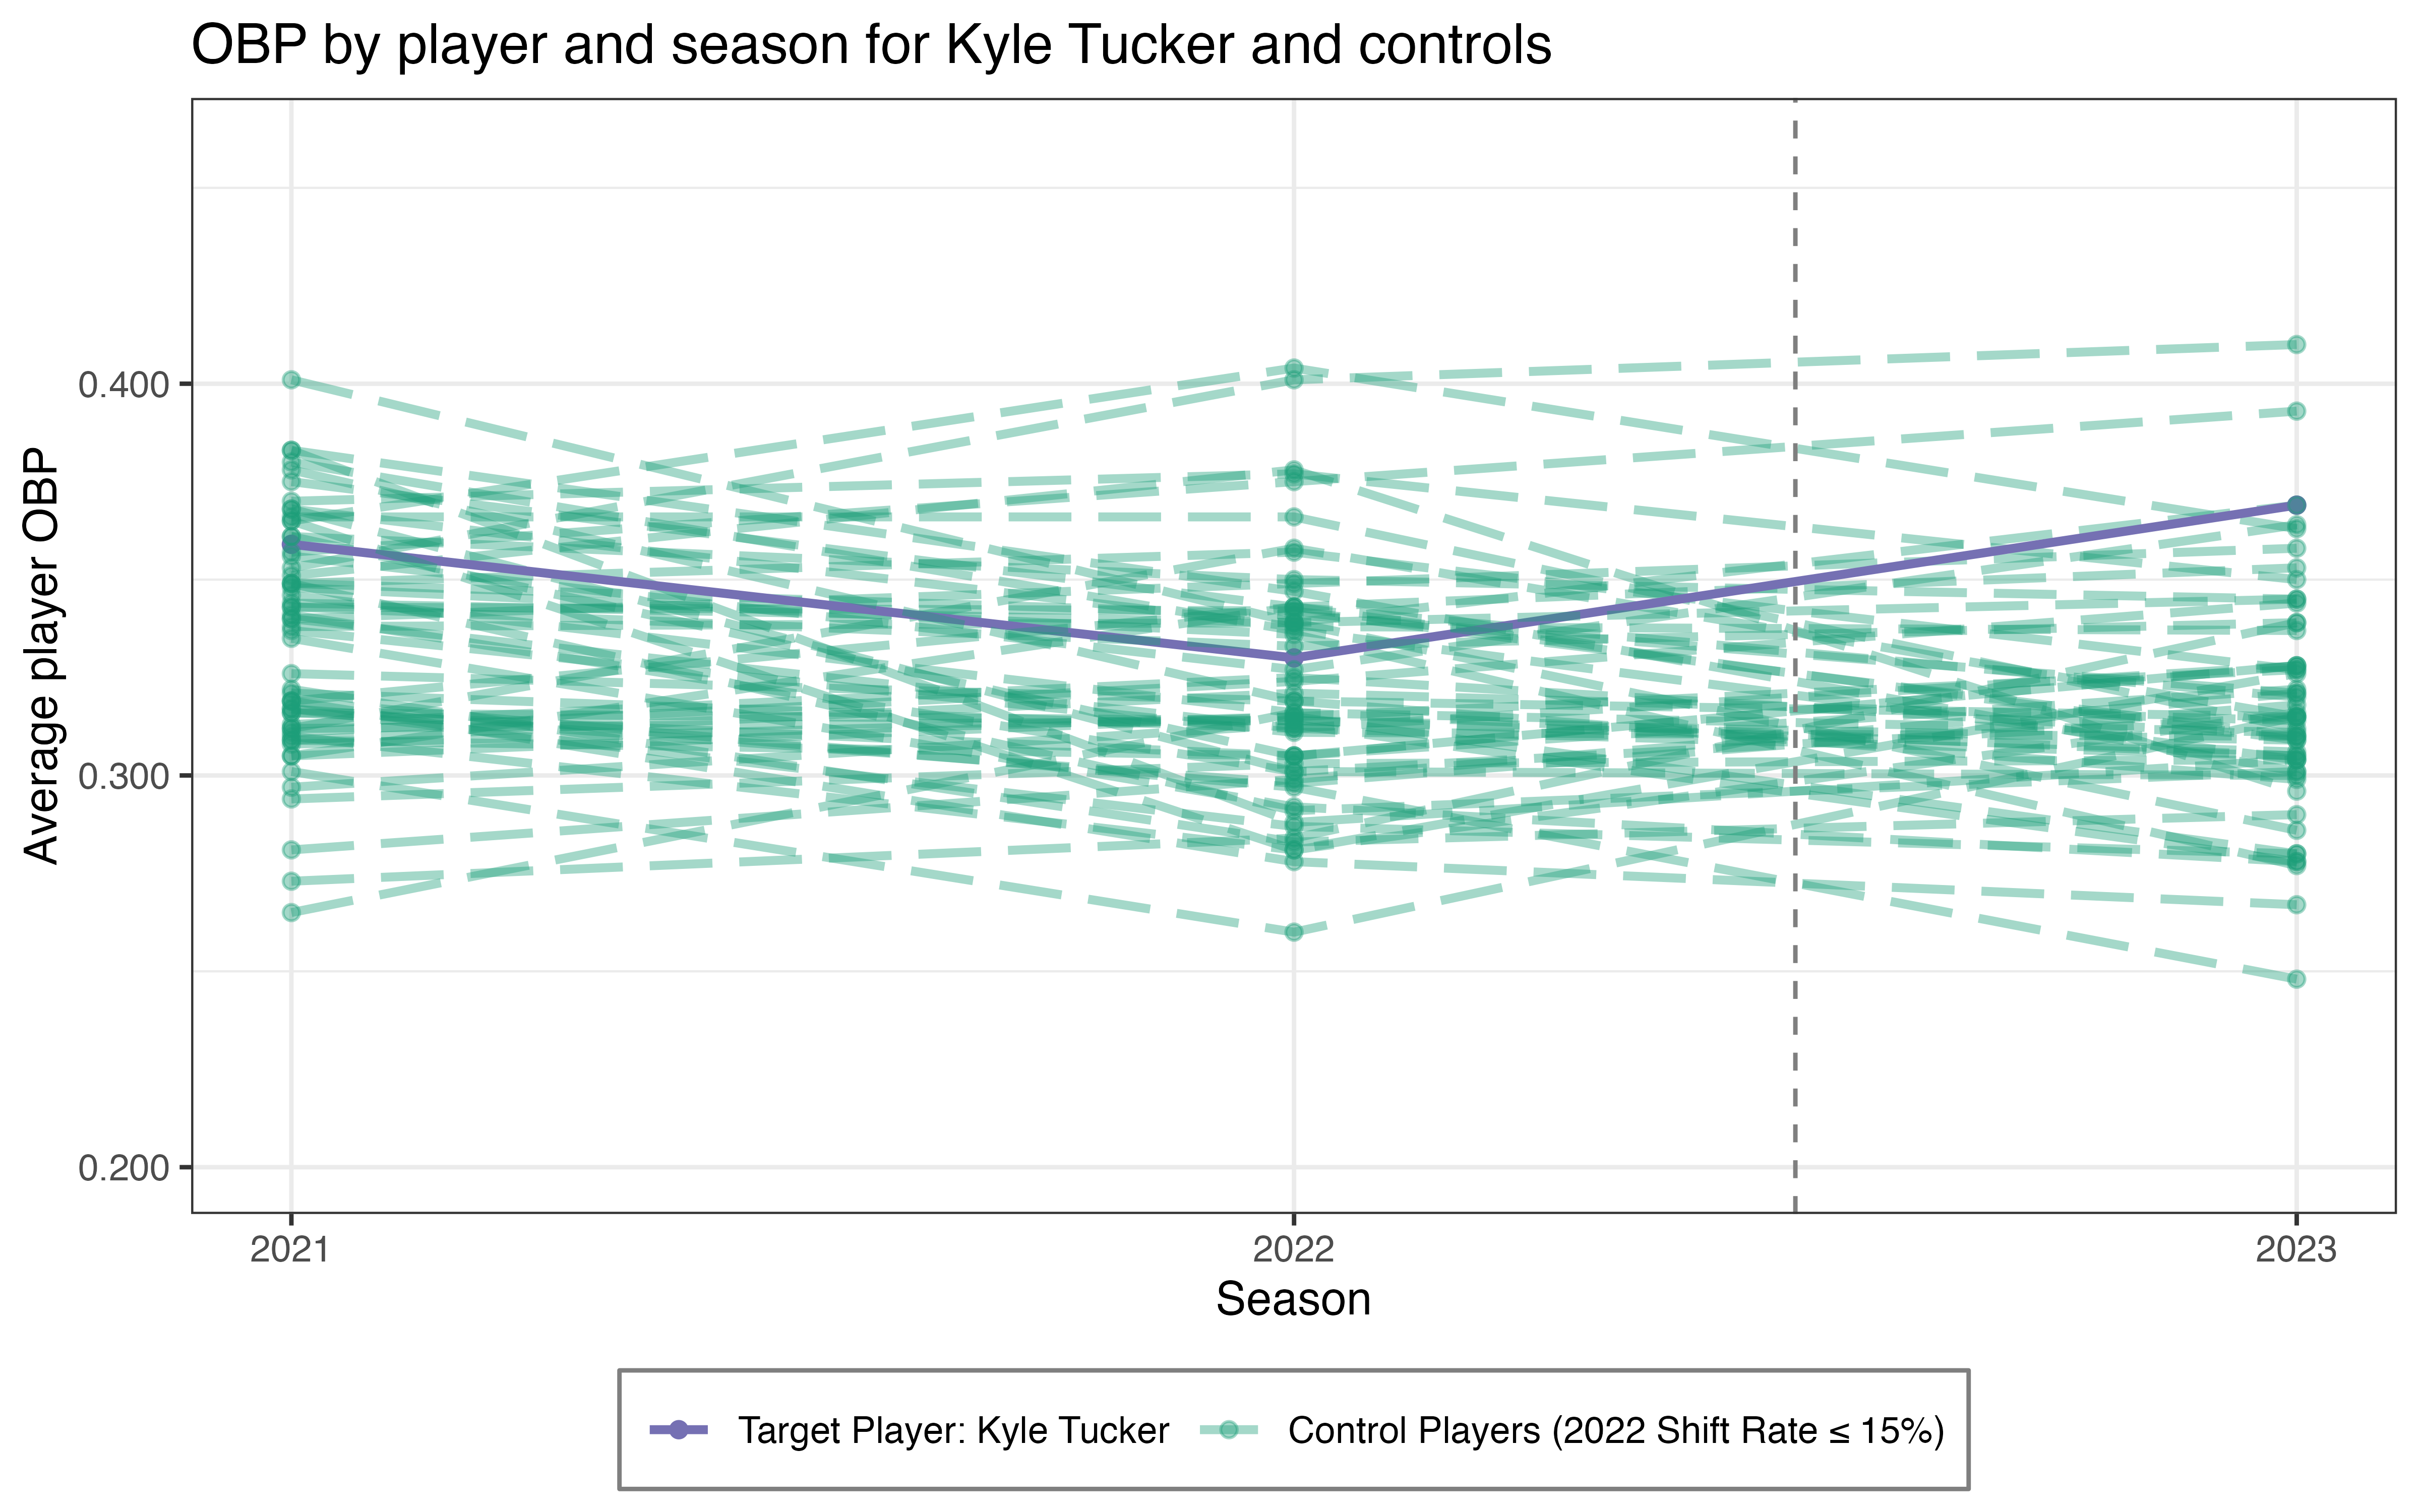 OBP by player and season for Kyle Tucker and controls
Average player OBP
0.400
0.300
0.200
2021
2022
2023
Season
Target Player: Kyle Tucker
Control Players (2022 Shift Rate ≤ 15%)